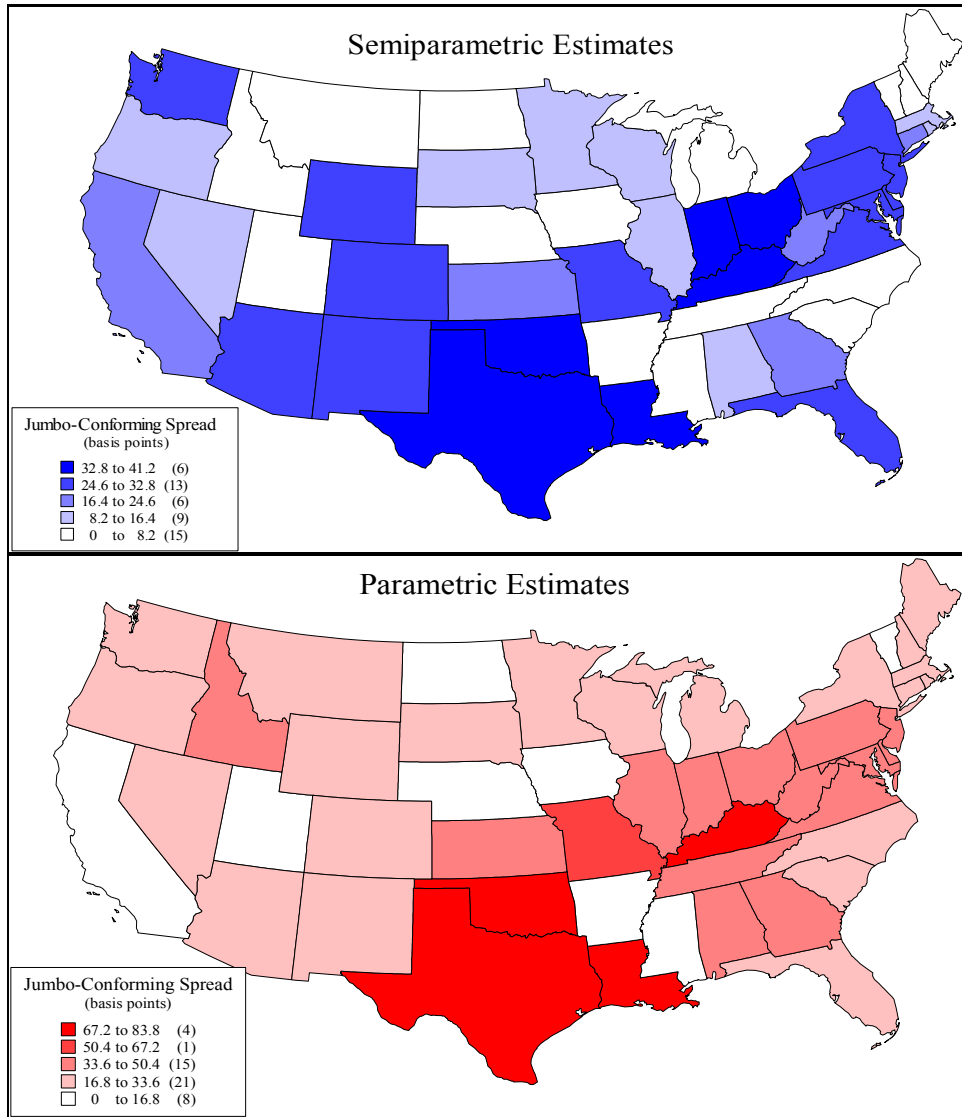 Semiparametric Estimates
Jumbo-Conforming Spread
(basis points)
32.8 to 41.2 (6)
24.6 to 32.8 (13)
16.4 to 24.6 (6)
8.2 to 16.4 (9)
0 to 8.2 (15)
Parametric Estimates
Jumbo-Conforming Spread
(basis points)
67.2 to 83.8 (4)
50.4 to 67.2 (1)
33.6 to 50.4 (15)
16.8 to 33.6 (21)
0 to 16.8 (8)